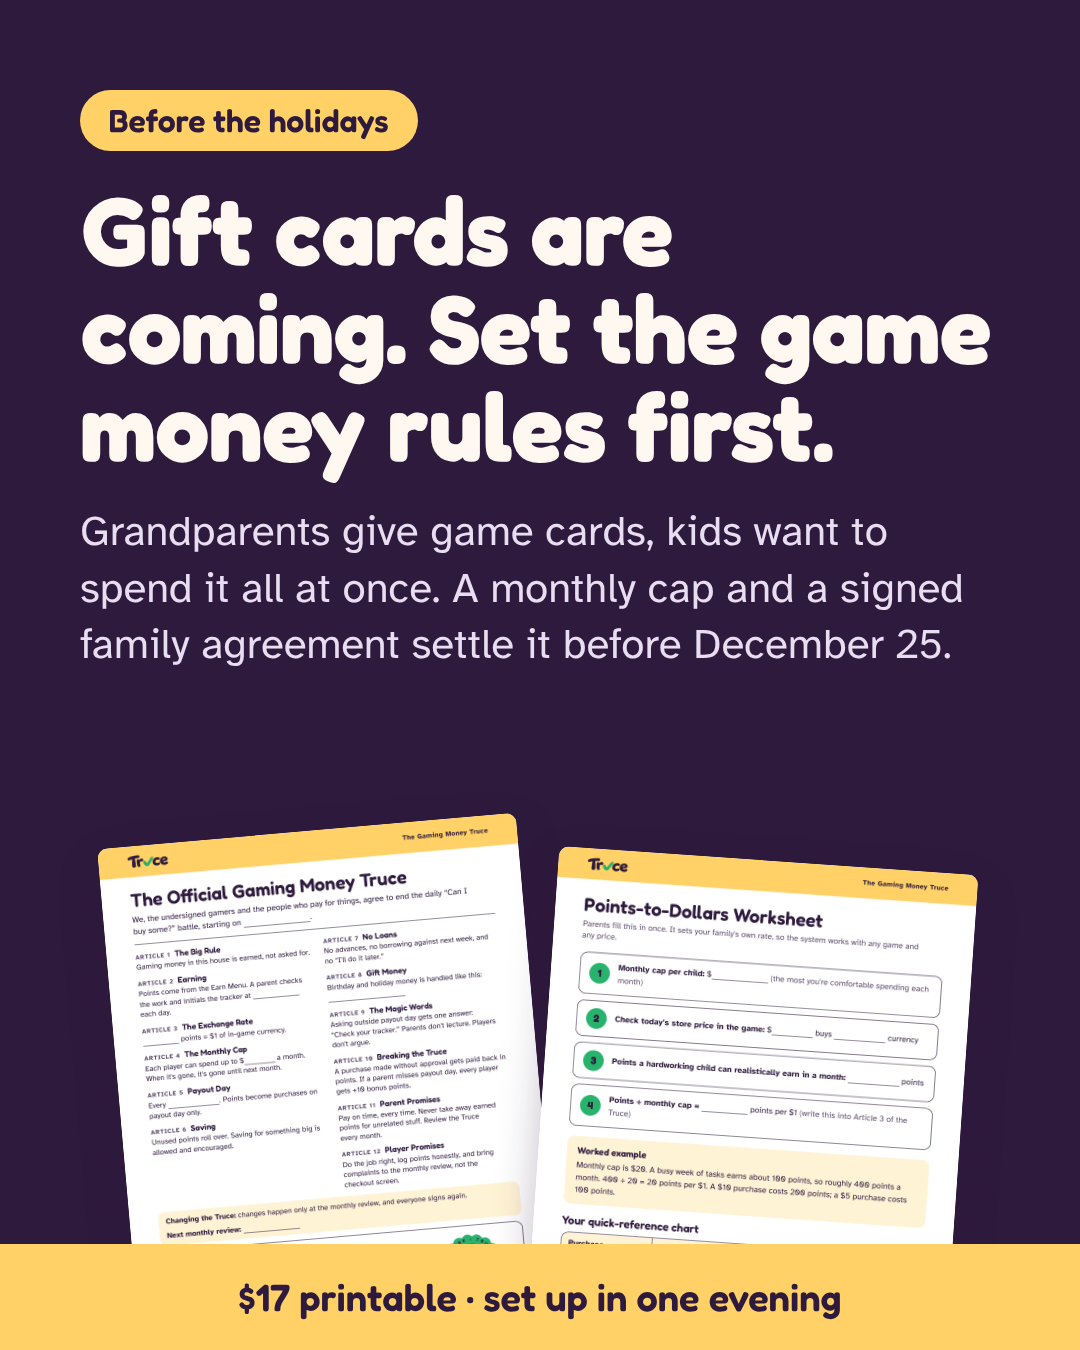 Before the holidays
Gift cards are
coming. Set the game
money rules first.
Grandparents give game cards, kids want to
spend it all at once. A monthly cap and a signed
family agreement settle it before December 25.
Truce
The Gaming Money Truce
The Official Gaming Money Truce
We, the undersigned gamers and the people who pay for things, agree to end the daily "Can I
buy some?" battle, starting on ____________.
ARTICLE 1 The Big Rule
Gaming money in this house is earned, not asked for.
ARTICLE 2 Earning
Points come from the Earn Menu. A parent checks
the work and initials the tracker at ____________
each day.
ARTICLE 3 The Exchange Rate
________ points = $1 of in-game currency.
ARTICLE 4 The Monthly Cap
Each player can spend up to $________ a month.
When it's gone, it's gone until next month.
ARTICLE 5 Payout Day
Every ____________. Points become purchases on
payout day only.
ARTICLE 6 Saving
Unused points roll over. Saving for something big is
allowed and encouraged.
ARTICLE 7 No Loans
No advances, no borrowing against next week, and
no "I'll do it later."
ARTICLE 8 Gift Money
Birthday and holiday money is handled like this:
____________
ARTICLE 9 The Magic Words
Asking outside payout day gets one answer:
"Check your tracker." Parents don't lecture. Players
don't argue.
ARTICLE 10 Breaking the Truce
A purchase made without approval gets paid back in
points. If a parent misses payout day, every player
gets +10 bonus points.
ARTICLE 11 Parent Promises
Pay on time, every time. Never take away earned
points for unrelated stuff. Review the Truce
every month.
ARTICLE 12 Player Promises
Do the job right, log points honestly, and bring
complaints to the monthly review, not the
checkout screen.
Changing the Truce: changes happen only at the monthly review, and everyone signs again.
Next monthly review: ____________
Truce
The Gaming Money Truce
Points-to-Dollars Worksheet
Parents fill this in once. It sets your family's own rate, so the system works with any game and
any price.
1 Monthly cap per child: $____________ (the most you're comfortable spending each
month)
2 Check today's store price in the game: $________ buys ____________ currency
3 Points a hardworking child can realistically earn in a month: ____________ points
4 Points ÷ monthly cap = ____________ points per $1 (write this into Article 3 of the
Truce)
Worked example
Monthly cap is $20. A busy week of tasks earns about 100 points, so roughly 400 points a
month. 400 ÷ 20 = 20 points per $1. A $10 purchase costs 200 points; a $5 purchase costs
100 points.
Your quick-reference chart
$17 printable · set up in one evening